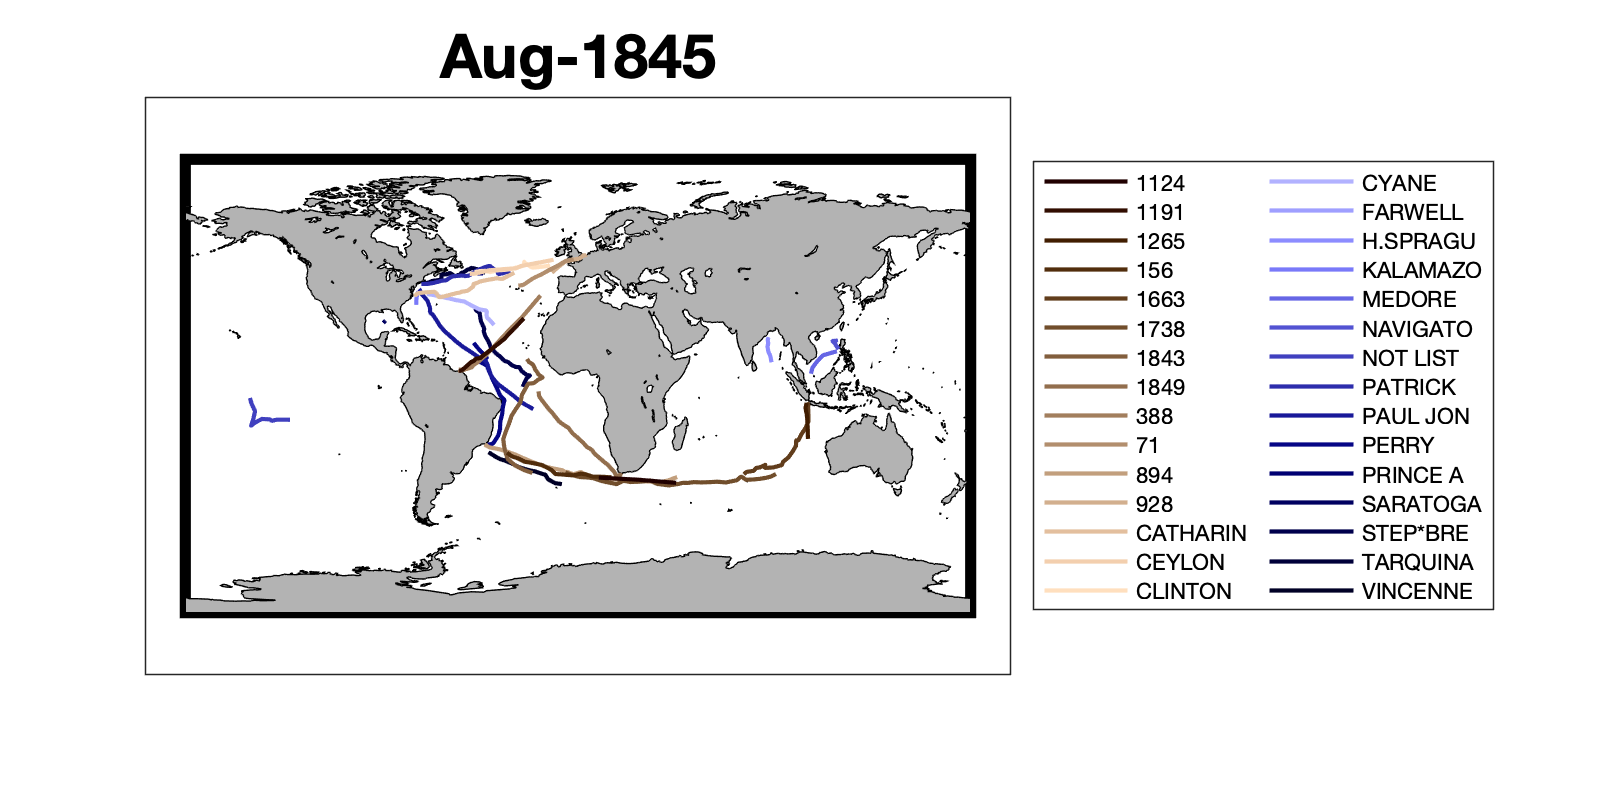 Aug-1845
1124
1191
1265
156
1663
1738
1843
1849
388
71
894
928
CATHARIN
CEYLON
CLINTON
CYANE
FARWELL
H.SPRAGU
KALAMAZO
MEDORE
NAVIGATO
NOT LIST
PATRICK
PAUL JON
PERRY
PRINCE A
SARATOGA
STEP*BRE
TARQUINA
VINCENNE